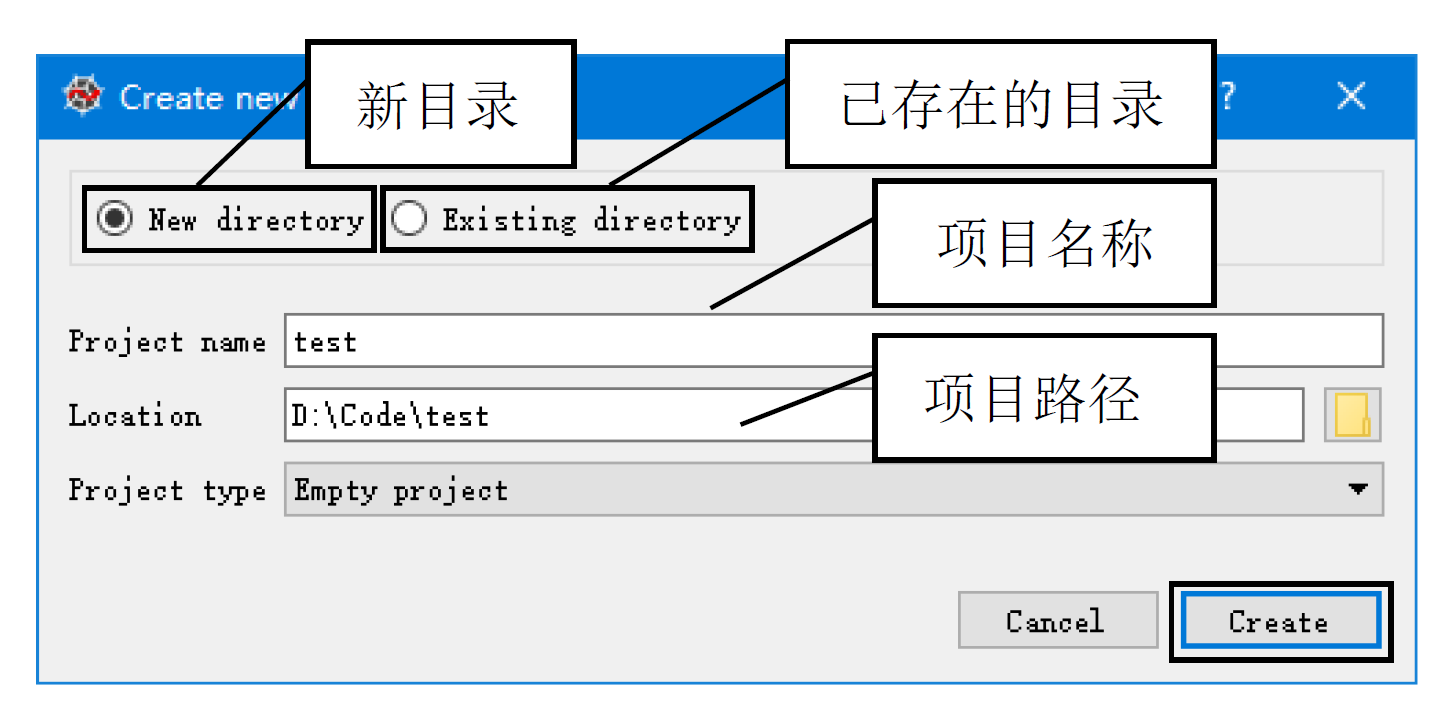 Create new
新目录
已存在的目录
?
New directory
Existing directory
项目名称
Project name
test
项目路径
Location
D:\Code\test
Project type
Empty project
Cancel
Create